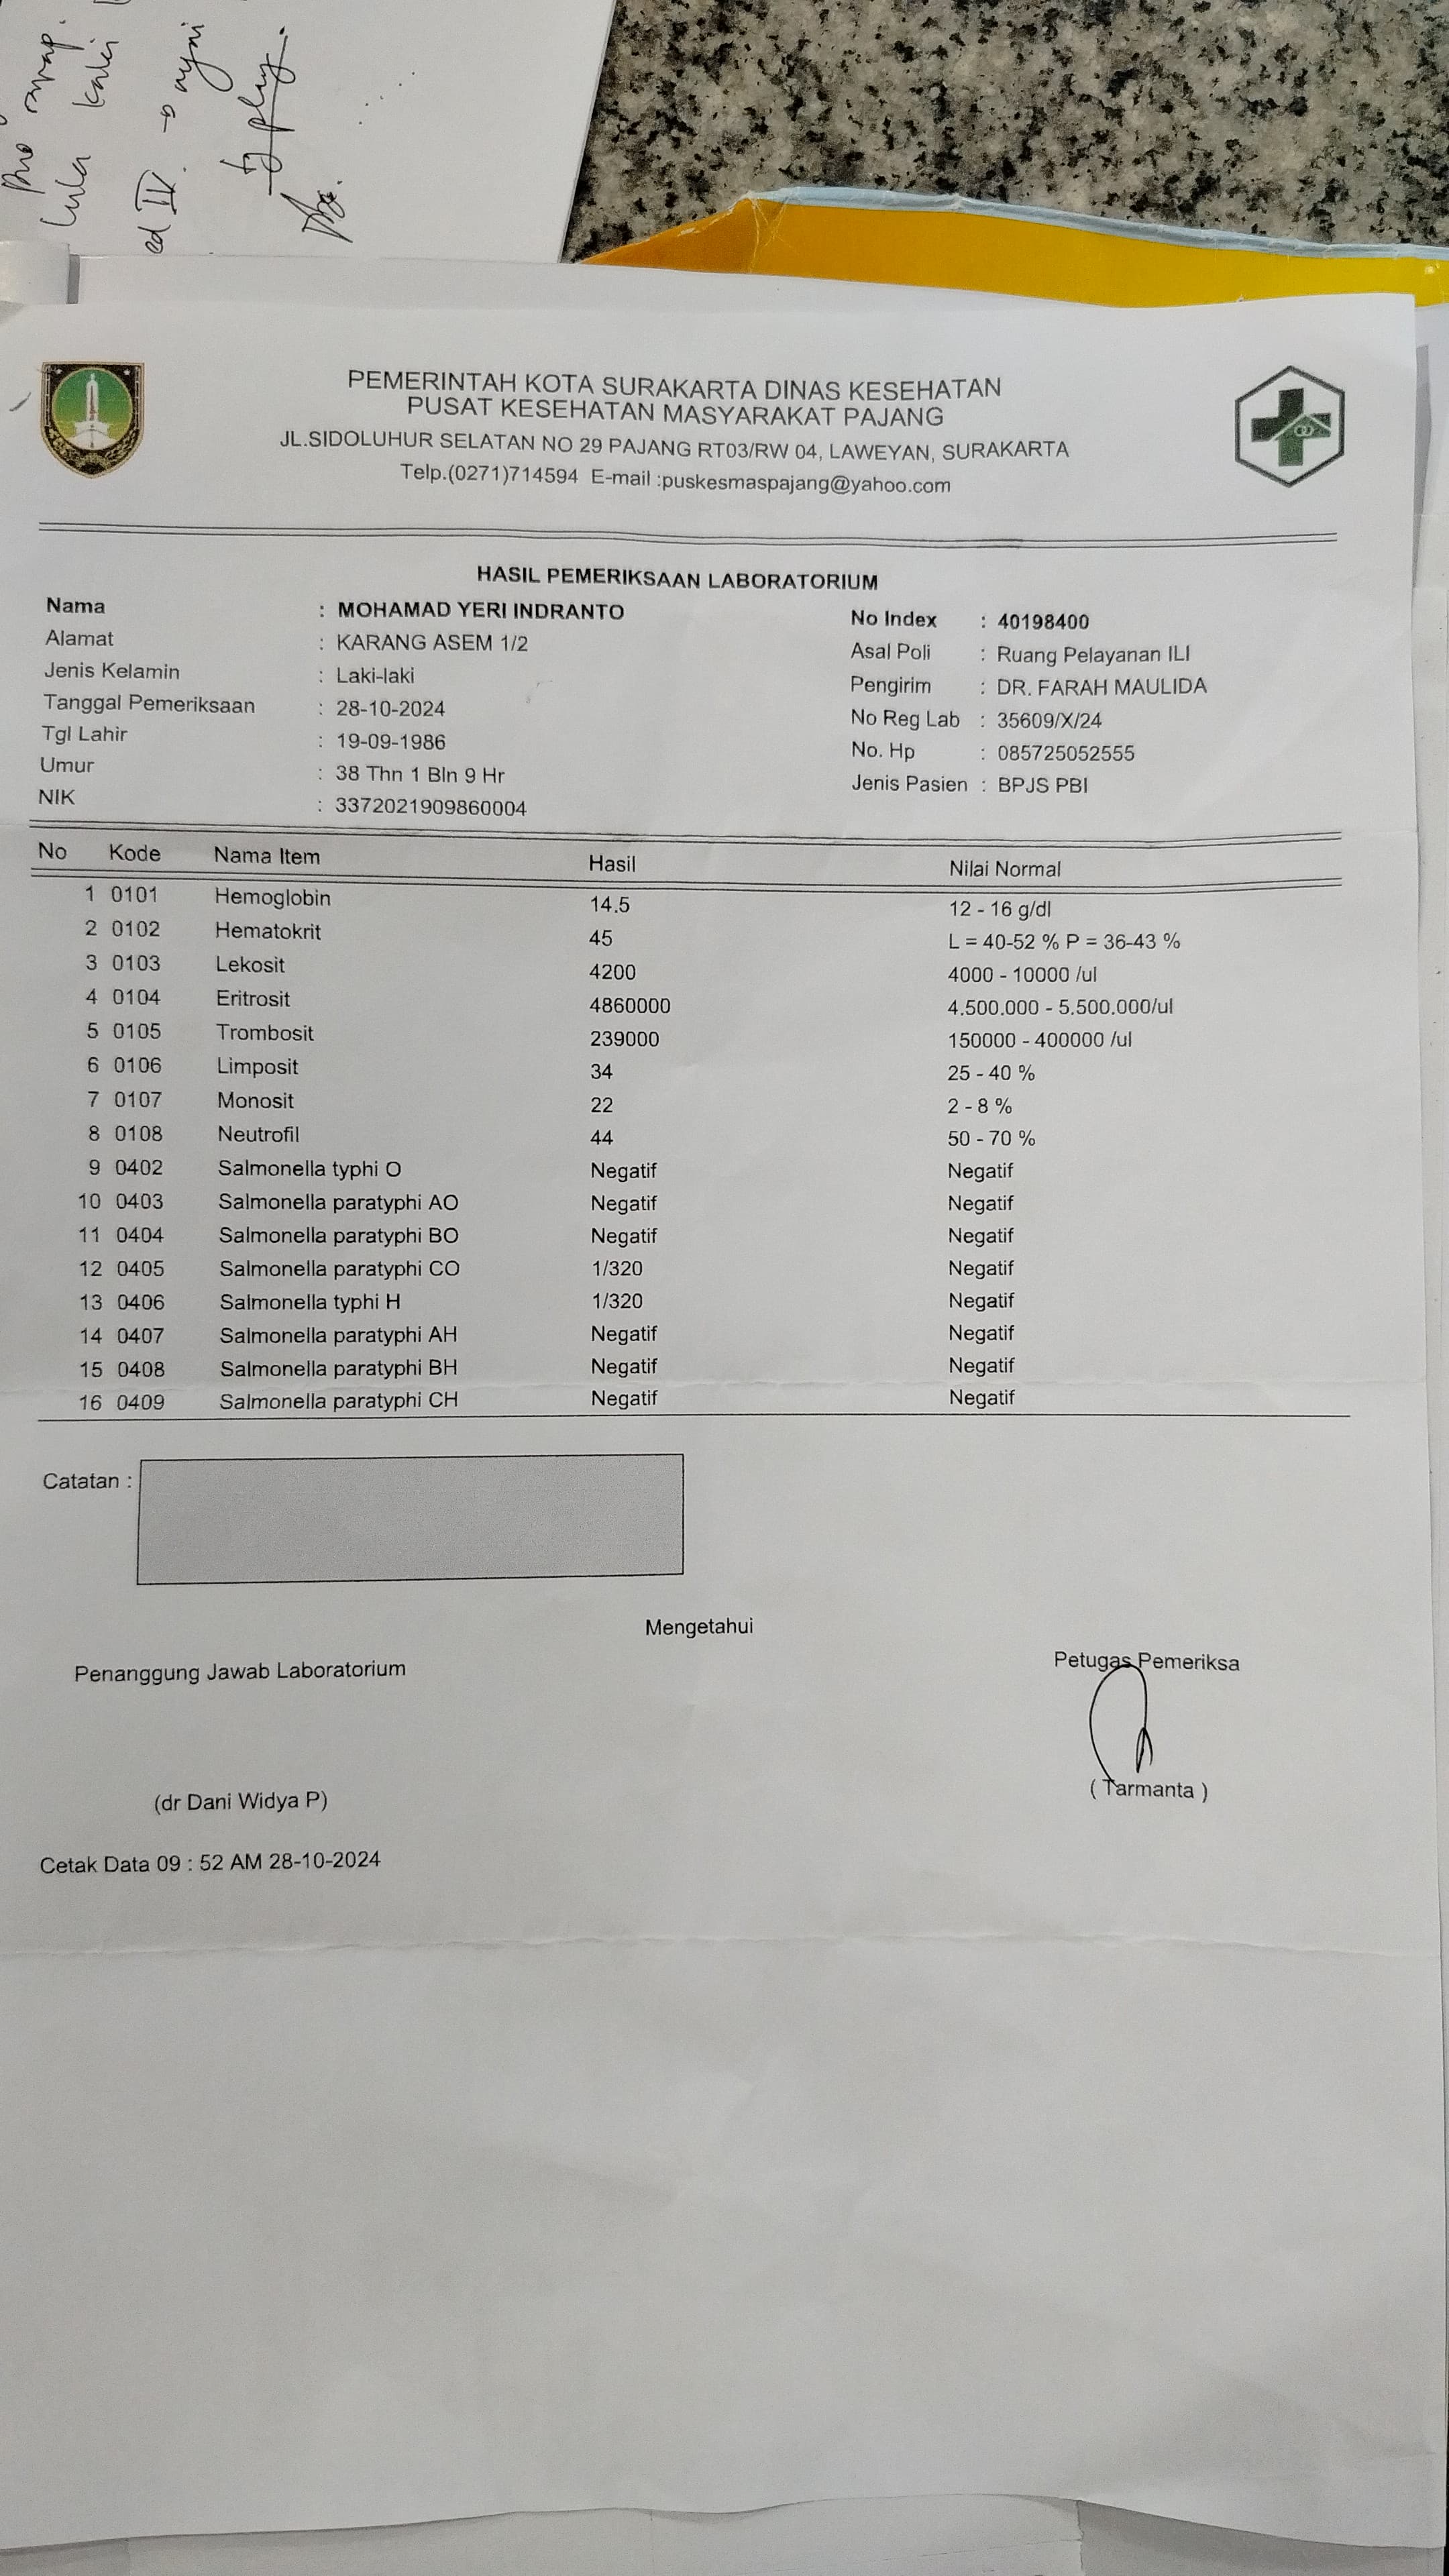 luka kaki
ed IV. →
PEMERINTAH KOTA SURAKARTA DINAS KESEHATAN
PUSAT KESEHATAN MASYARAKAT PAJANG
JL.SIDOLUHUR SELATAN NO 29 PAJANG RT03/RW 04, LAWEYAN, SURAKARTA
Telp.(0271)714594 E-mail :puskesmaspajang@yahoo.com
HASIL PEMERIKSAAN LABORATORIUM
Nama : MOHAMAD YERI INDRANTO No Index : 40198400
Alamat : KARANG ASEM 1/2 Asal Poli : Ruang Pelayanan ILI
Jenis Kelamin : Laki-laki Pengirim : DR. FARAH MAULIDA
Tanggal Pemeriksaan : 28-10-2024 No Reg Lab : 35609/X/24
Tgl Lahir : 19-09-1986 No. Hp : 085725052555
Umur : 38 Thn 1 Bln 9 Hr Jenis Pasien : BPJS PBI
NIK : 3372021909860004
No Kode Nama Item Hasil Nilai Normal
1 0101 Hemoglobin 14.5 12 - 16 g/dl
2 0102 Hematokrit 45 L = 40-52 % P = 36-43 %
3 0103 Lekosit 4200 4000 - 10000 /ul
4 0104 Eritrosit 4860000 4.500.000 - 5.500.000/ul
5 0105 Trombosit 239000 150000 - 400000 /ul
6 0106 Limposit 34 25 - 40 %
7 0107 Monosit 22 2 - 8 %
8 0108 Neutrofil 44 50 - 70 %
9 0402 Salmonella typhi O Negatif Negatif
10 0403 Salmonella paratyphi AO Negatif Negatif
11 0404 Salmonella paratyphi BO Negatif Negatif
12 0405 Salmonella paratyphi CO 1/320 Negatif
13 0406 Salmonella typhi H 1/320 Negatif
14 0407 Salmonella paratyphi AH Negatif Negatif
15 0408 Salmonella paratyphi BH Negatif Negatif
16 0409 Salmonella paratyphi CH Negatif Negatif
Catatan :
Mengetahui
Penanggung Jawab Laboratorium Petugas Pemeriksa
(dr Dani Widya P) ( Tarmanta )
Cetak Data 09 : 52 AM 28-10-2024